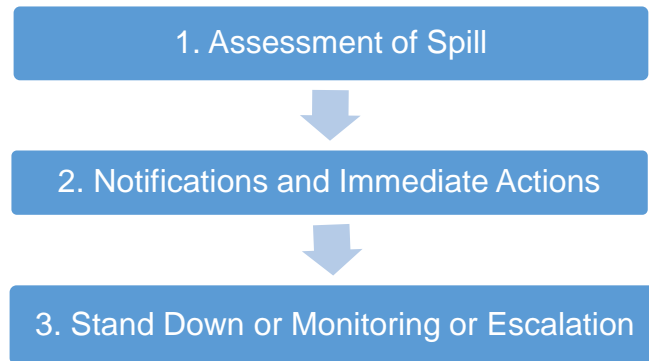 1. Assessment of Spill
2. Notifications and Immediate Actions
3. Stand Down or Monitoring or Escalation